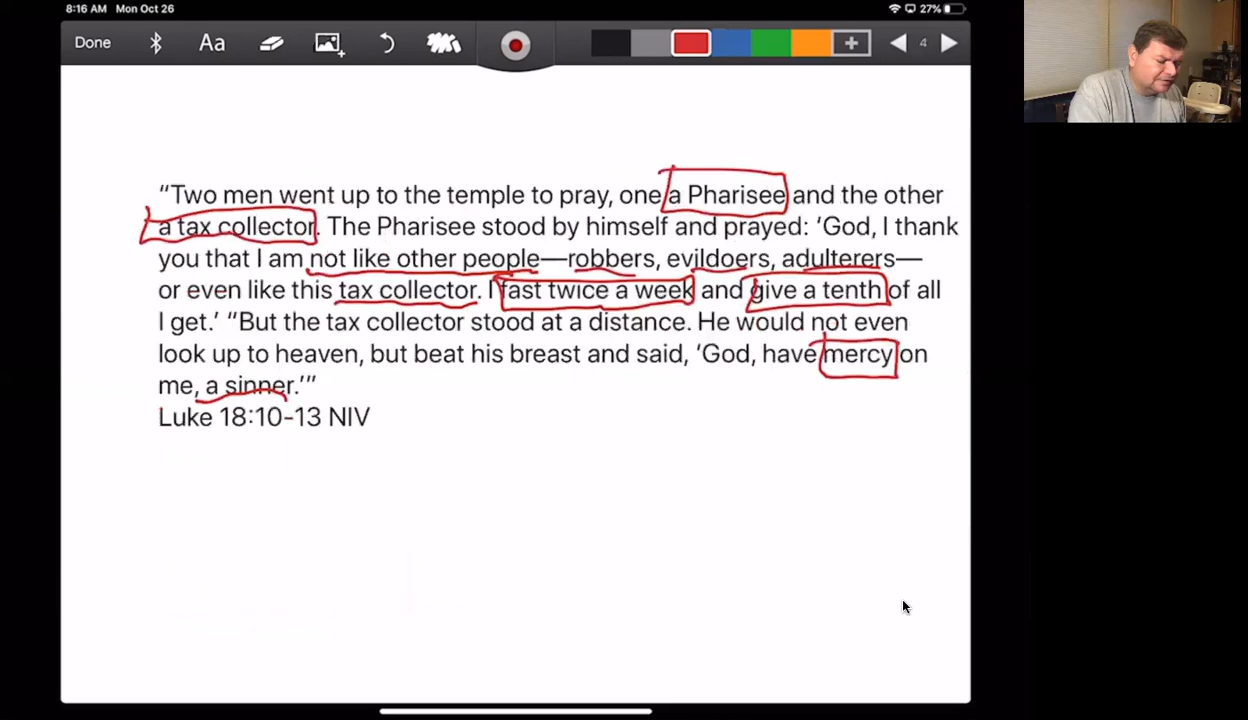 8:16 AM Mon Oct 26
27%
Done
Aa
4
“Two men went up to the temple to pray, one a Pharisee and the other
a tax collector. The Pharisee stood by himself and prayed: ‘God, I thank
you that I am not like other people—robbers, evildoers, adulterers—
or even like this tax collector. I fast twice a week and give a tenth of all
I get.’ “But the tax collector stood at a distance. He would not even
look up to heaven, but beat his breast and said, ‘God, have mercy on
me, a sinner.’”
Luke 18:10-13 NIV